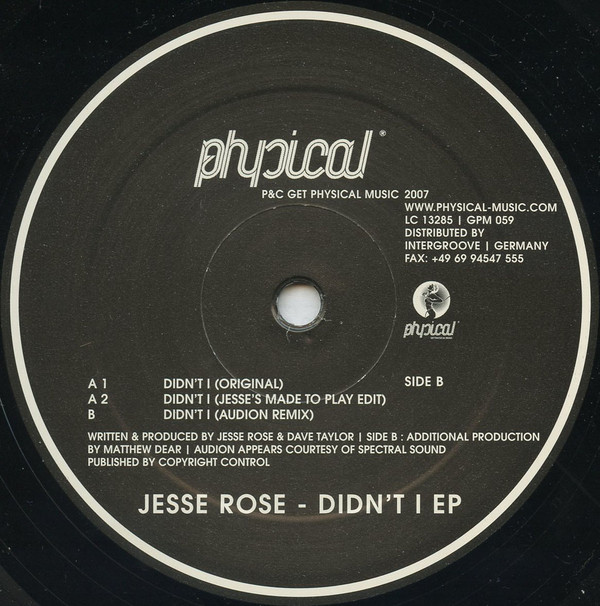 physical ®
P&C GET PHYSICAL MUSIC 2007
WWW.PHYSICAL-MUSIC.COM
LC 13285 | GPM 059
DISTRIBUTED BY
INTERGROOVE | GERMANY
FAX: +49 69 94547 555
physical
A 1 DIDN'T I (ORIGINAL) SIDE B
A 2 DIDN'T I (JESSE'S MADE TO PLAY EDIT)
B DIDN'T I (AUDION REMIX)
WRITTEN & PRODUCED BY JESSE ROSE & DAVE TAYLOR | SIDE B : ADDITIONAL PRODUCTION
BY MATTHEW DEAR | AUDION APPEARS COURTESY OF SPECTRAL SOUND
PUBLISHED BY COPYRIGHT CONTROL
JESSE ROSE - DIDN'T I EP